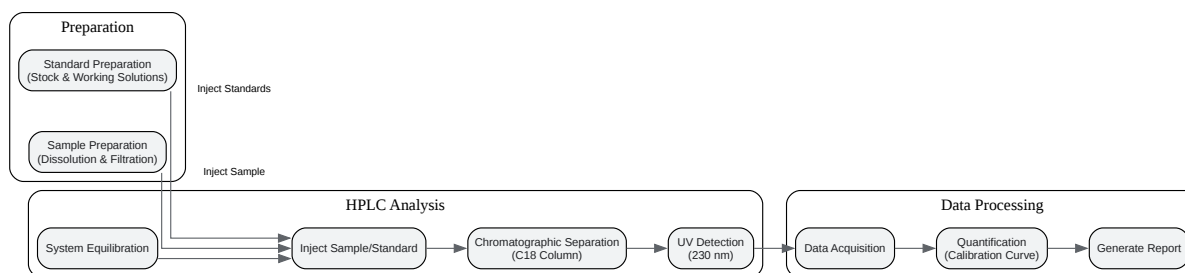 Preparation
Standard Preparation
(Stock & Working Solutions)
Inject Standards
Sample Preparation
(Dissolution & Filtration)
Inject Sample
HPLC Analysis
System Equilibration
Inject Sample/Standard
Chromatographic Separation
(C18 Column)
UV Detection
(230 nm)
Data Processing
Data Acquisition
Quantification
(Calibration Curve)
Generate Report